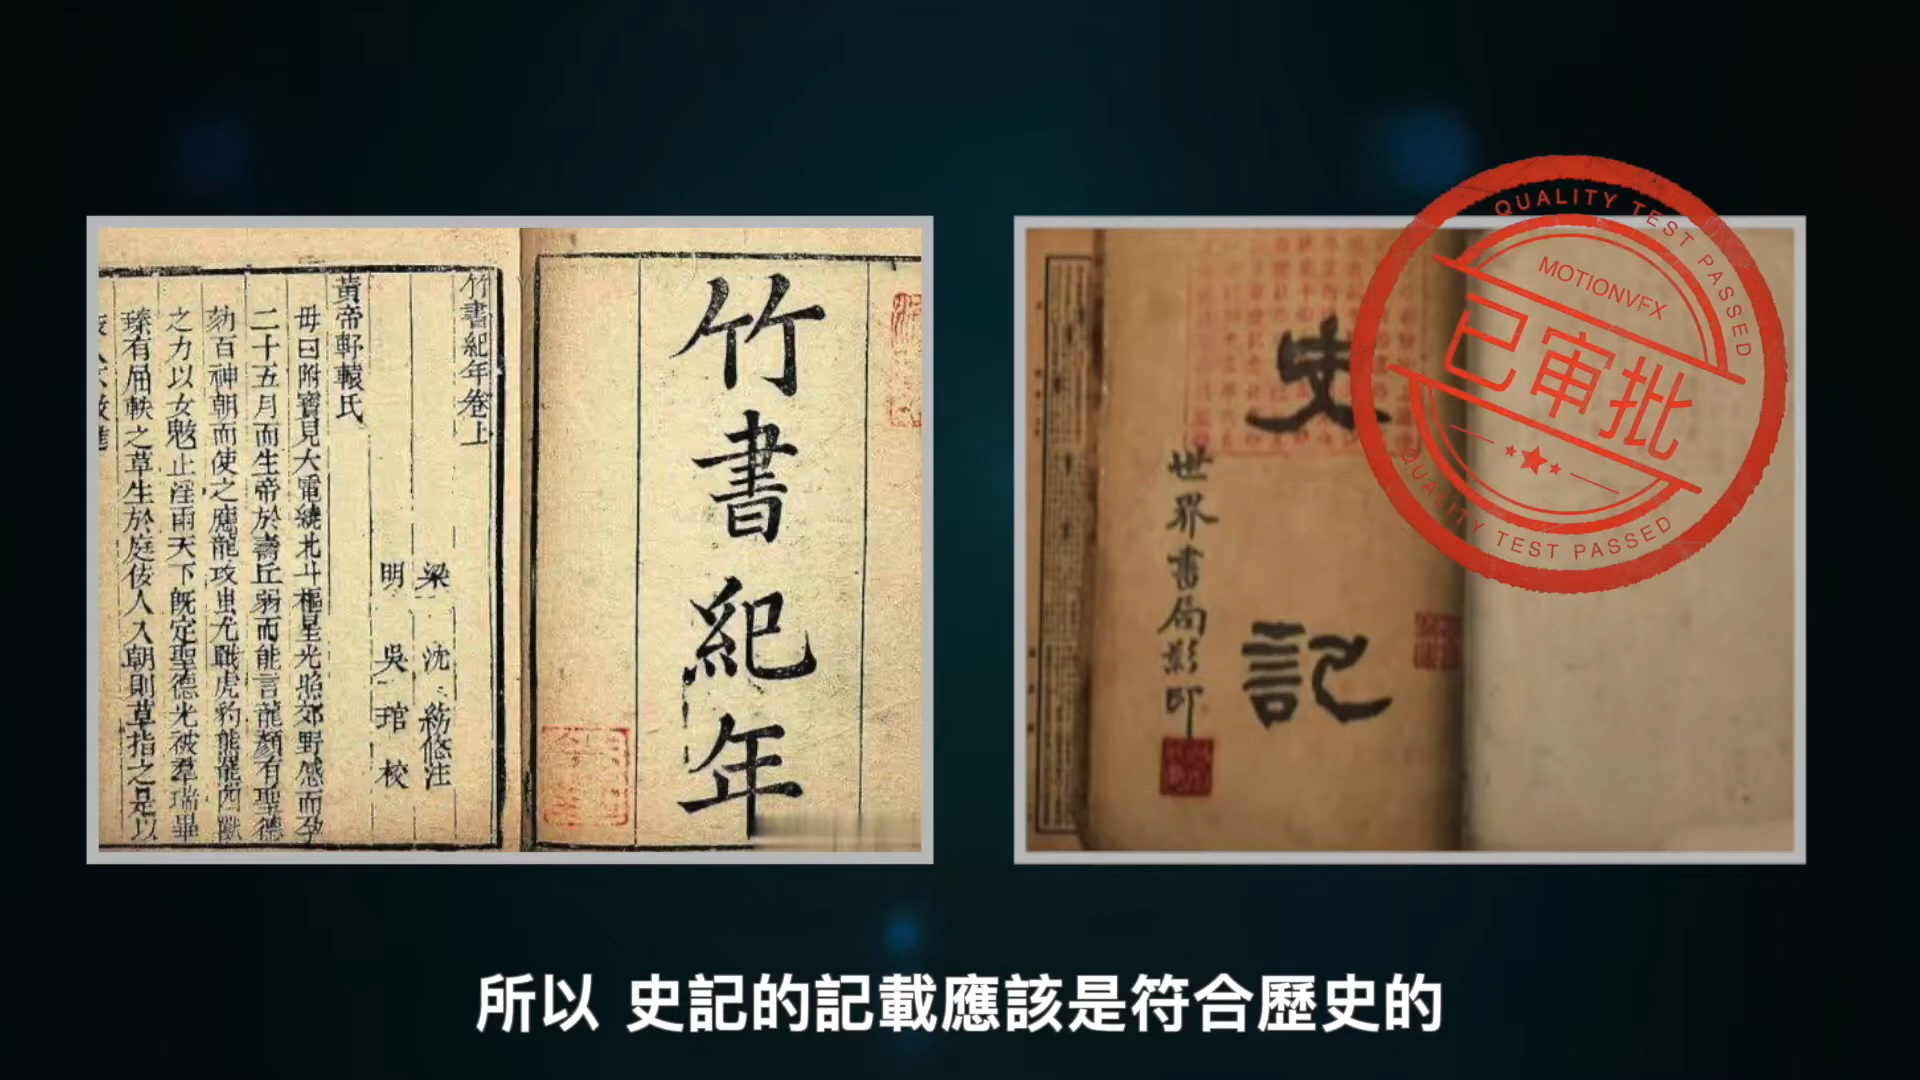 竹書紀年
竹書紀年卷上
梁 沈 約 附注
明 吳 琯 校
黃帝軒轅氏
母曰附寶見大電繞北斗樞星光照郊野感而孕
二十五月而生帝於壽丘弱而能言龍顏有聖德
劾百神朝而使之應龍攻蚩尤戰虎豹熊羆四獸
之力以女魃止淫雨天下既定聖德光被群瑞畢
臻有屈軼之草生於庭佞人入朝則草指之是以
史記
世界書局影印
QUALITY TEST PASSED
MOTIONVFX
已审批
QUALITY TEST PASSED
所以 史記的記載應該是符合歷史的